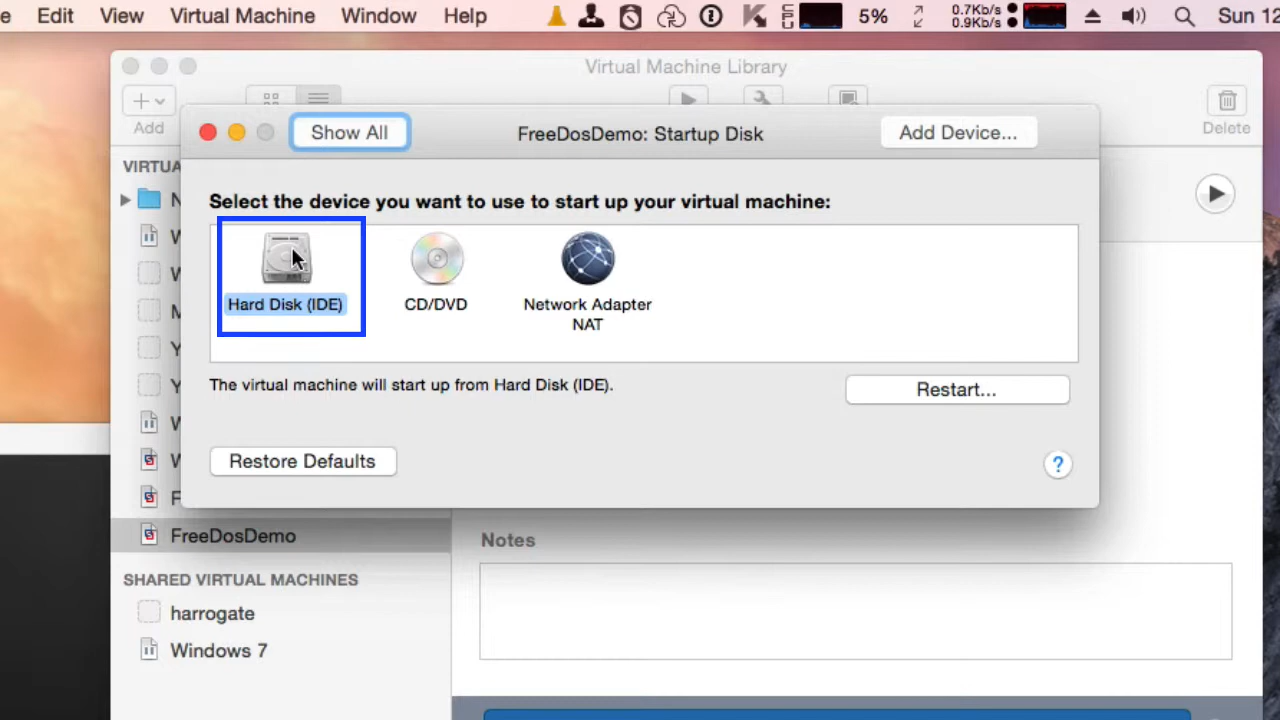 Edit View Virtual Machine Window Help CPU 5% 0.7Kb/s Sun 12
0.9Kb/s
Virtual Machine Library
Add Delete
Show All FreeDosDemo: Startup Disk Add Device...
VIRTUA
Select the device you want to use to start up your virtual machine:
N
W
W
M
Y
Y
W
W
F
Hard Disk (IDE) CD/DVD Network Adapter
NAT
The virtual machine will start up from Hard Disk (IDE).
Restart...
Restore Defaults ?
FreeDosDemo
Notes
SHARED VIRTUAL MACHINES
harrogate
Windows 7